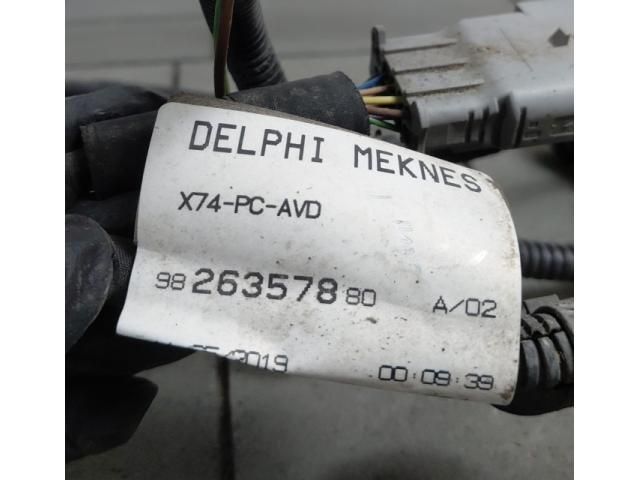 DELPHI MEKNES
X74-PC-AVD
98 263578 80 A/02
/2019 00:09:39